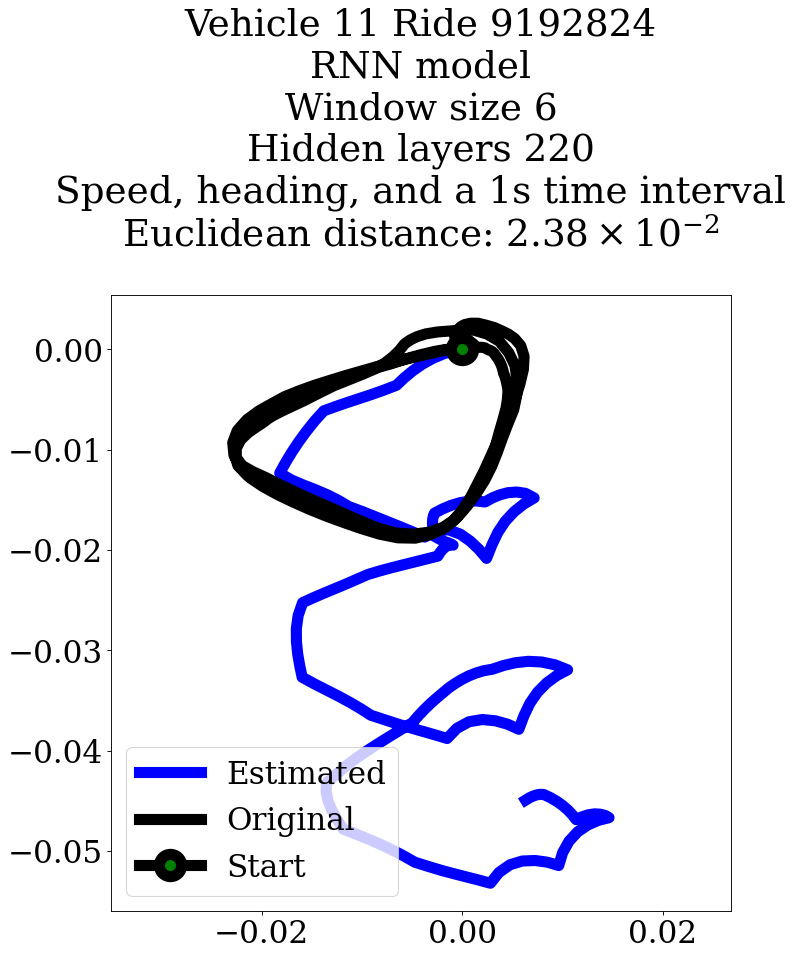 Vehicle 11 Ride 9192824
RNN model
Window size 6
Hidden layers 220
Speed, heading, and a 1s time interval
Euclidean distance: 2.38 × 10⁻²
0.00
−0.01
−0.02
−0.03
−0.04
−0.05
Estimated
Original
Start
−0.02 0.00 0.02